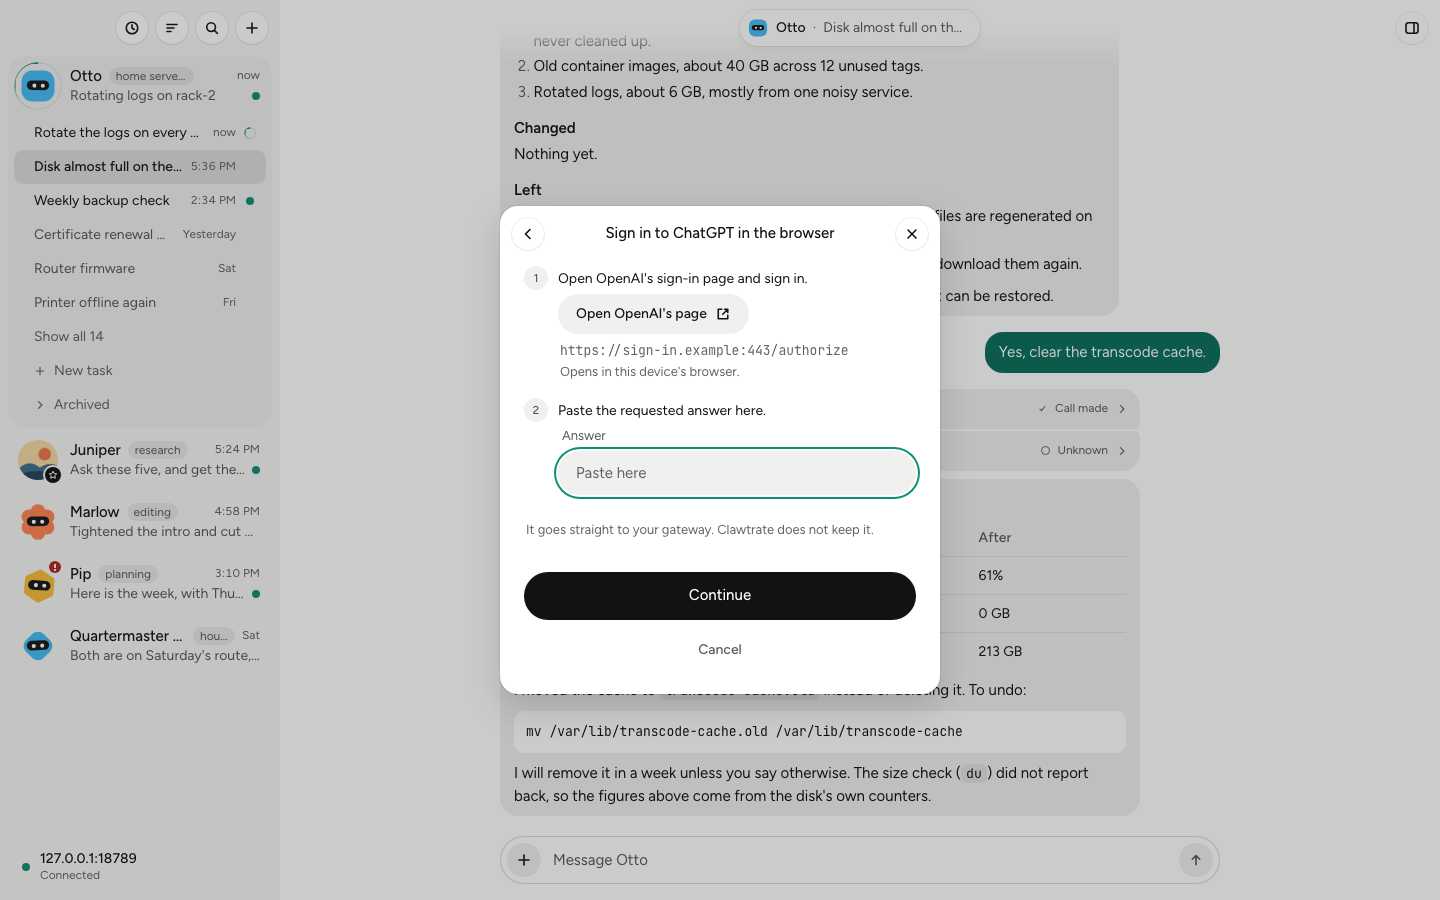 Otto · Disk almost full on th...
Otto home serve... now
Rotating logs on rack-2
Rotate the logs on every ... now
Disk almost full on the... 5:36 PM
Weekly backup check 2:34 PM
Certificate renewal ... Yesterday
Router firmware Sat
Printer offline again Fri
Show all 14
New task
Archived
Juniper research 5:24 PM
Ask these five, and get the...
Marlow editing 4:58 PM
Tightened the intro and cut ...
Pip planning 3:10 PM
Here is the week, with Thu...
Quartermaster ... hou... Sat
Both are on Saturday's route,...
127.0.0.1:18789
Connected
never cleaned up.
2. Old container images, about 40 GB across 12 unused tags.
3. Rotated logs, about 6 GB, mostly from one noisy service.
Changed
Nothing yet.
Left
files are regenerated on
download them again.
can be restored.
Yes, clear the transcode cache.
Call made
Unknown
Sign in to ChatGPT in the browser
1 Open OpenAI's sign-in page and sign in.
Open OpenAI's page
https://sign-in.example:443/authorize
Opens in this device's browser.
2 Paste the requested answer here.
Answer
Paste here
It goes straight to your gateway. Clawtrate does not keep it.
Continue
Cancel
After
61%
0 GB
213 GB
it. To undo:
mv /var/lib/transcode-cache.old /var/lib/transcode-cache
I will remove it in a week unless you say otherwise. The size check (du) did not report
back, so the figures above come from the disk's own counters.
Message Otto